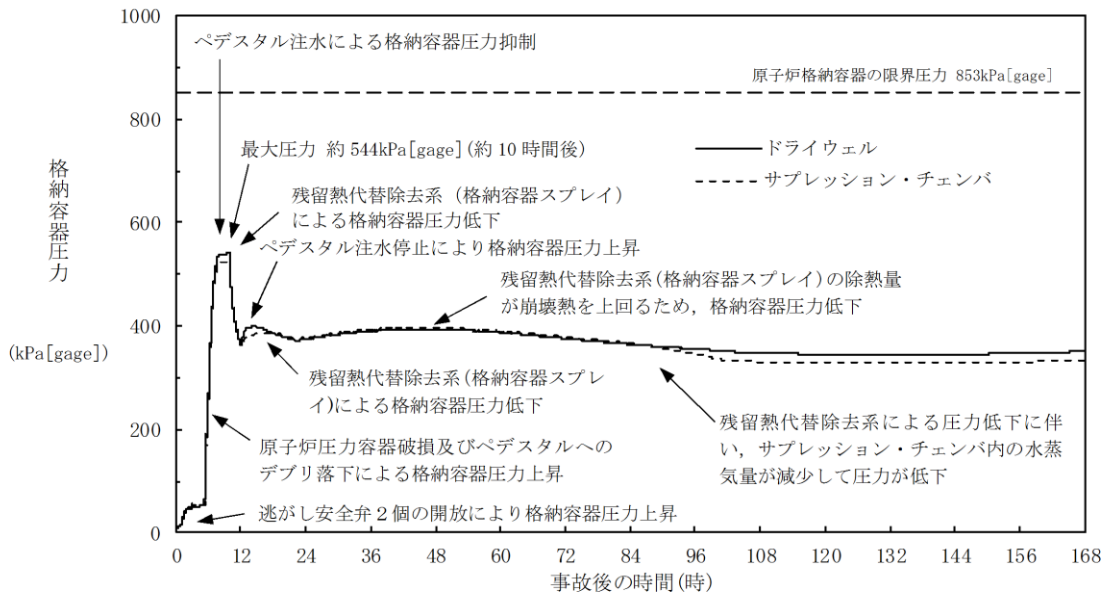 1000
ペデスタル注水による格納容器圧力抑制
原子炉格納容器の限界圧力 853kPa[gage]
800
最大圧力 約544kPa[gage](約10時間後)
ドライウェル
サプレッション・チェンバ
残留熱代替除去系（格納容器スプレイ）
による格納容器圧力低下
600
ペデスタル注水停止により格納容器圧力上昇
格納容器圧力
(kPa[gage])
残留熱代替除去系(格納容器スプレイ)の除熱量
が崩壊熱を上回るため，格納容器圧力低下
400
残留熱代替除去系(格納容器スプレ
イ)による格納容器圧力低下
残留熱代替除去系による圧力低下に伴
い，サプレッション・チェンバ内の水蒸
気量が減少して圧力が低下
200
原子炉圧力容器破損及びペデスタルへの
デブリ落下による格納容器圧力上昇
逃がし安全弁２個の開放により格納容器圧力上昇
0
0 12 24 36 48 60 72 84 96 108 120 132 144 156 168
事故後の時間(時)